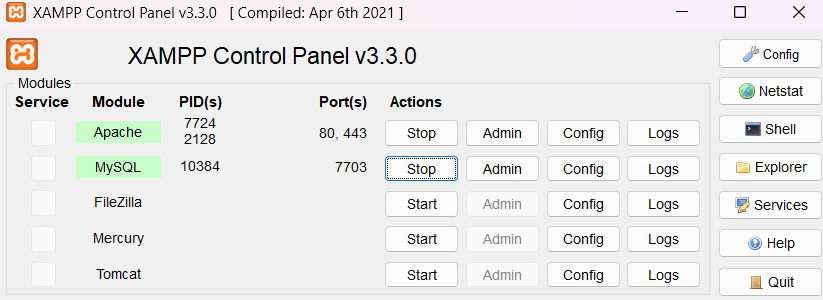 XAMPP Control Panel v3.3.0 [ Compiled: Apr 6th 2021 ]
XAMPP Control Panel v3.3.0
Config
Modules
Service Module PID(s) Port(s) Actions
Netstat
Apache 7724 2128 80, 443 Stop Admin Config Logs
Shell
MySQL 10384 7703 Stop Admin Config Logs
Explorer
FileZilla Start Admin Config Logs
Services
Mercury Start Admin Config Logs
Help
Tomcat Start Admin Config Logs
Quit